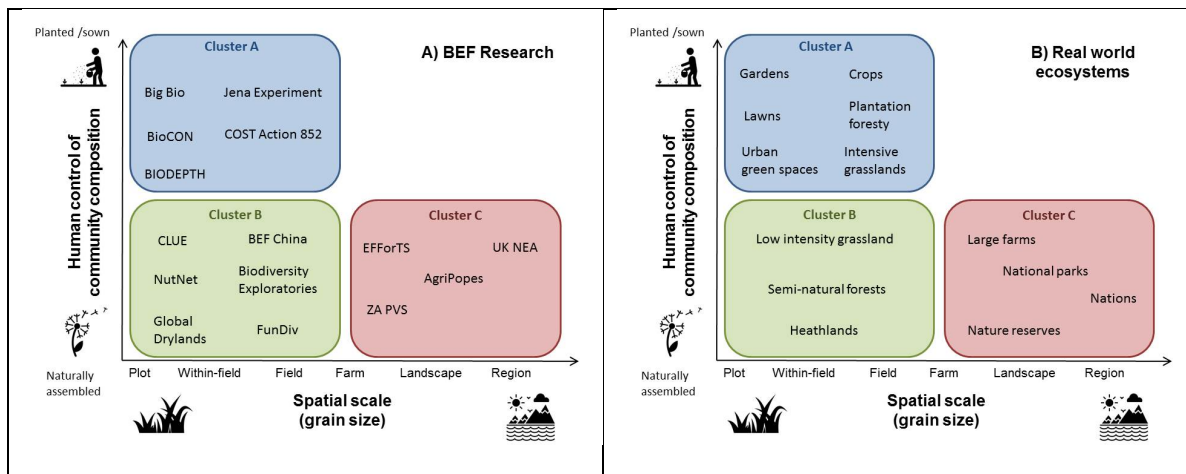 Planted /sown
Cluster A
A) BEF Research
Big Bio
Jena Experiment
BioCON
COST Action 852
BIODEPTH
Human control of
community composition
Cluster B
Cluster C
CLUE
BEF China
EFForTS
UK NEA
NutNet
Biodiversity
Exploratories
AgriPopes
ZA PVS
Global
Drylands
FunDiv
Naturally
assembled
Plot
Within-field
Field
Farm
Landscape
Region
Spatial scale
(grain size)
Planted /sown
Cluster A
B) Real world
ecosystems
Gardens
Crops
Lawns
Plantation
foresty
Urban
green spaces
Intensive
grasslands
Human control of
community composition
Cluster B
Cluster C
Low intensity grassland
Large farms
National parks
Semi-natural forests
Nations
Heathlands
Nature reserves
Naturally
assembled
Plot
Within-field
Field
Farm
Landscape
Region
Spatial scale
(grain size)